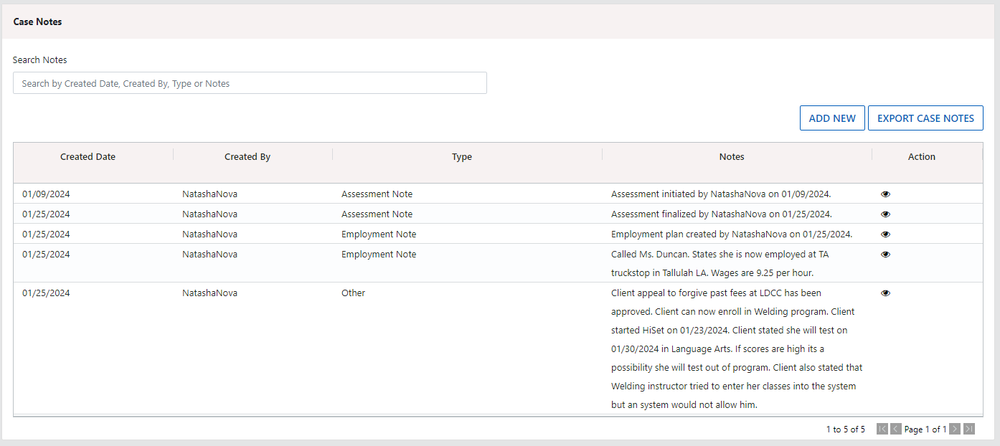 Case Notes
Search Notes
Search by Created Date, Created By, Type or Notes
ADD NEW EXPORT CASE NOTES
Created Date Created By Type Notes Action
01/09/2024 NatashaNova Assessment Note Assessment initiated by NatashaNova on 01/09/2024.
01/25/2024 NatashaNova Assessment Note Assessment finalized by NatashaNova on 01/25/2024.
01/25/2024 NatashaNova Employment Note Employment plan created by NatashaNova on 01/25/2024.
01/25/2024 NatashaNova Employment Note Called Ms. Duncan. States she is now employed at TA
truckstop in Tallulah LA. Wages are 9.25 per hour.
01/25/2024 NatashaNova Other Client appeal to forgive past fees at LDCC has been
approved. Client can now enroll in Welding program. Client
started HiSet on 01/23/2024. Client stated she will test on
01/30/2024 in Language Arts. If scores are high its a
possibility she will test out of program. Client also stated that
Welding instructor tried to enter her classes into the system
but an system would not allow him.
1 to 5 of 5 Page 1 of 1